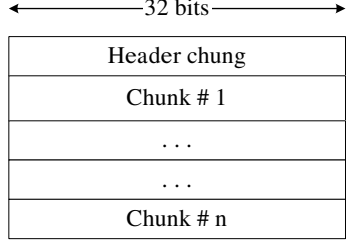 32 bits
Header chung
Chunk # 1
. . .
. . .
Chunk # n